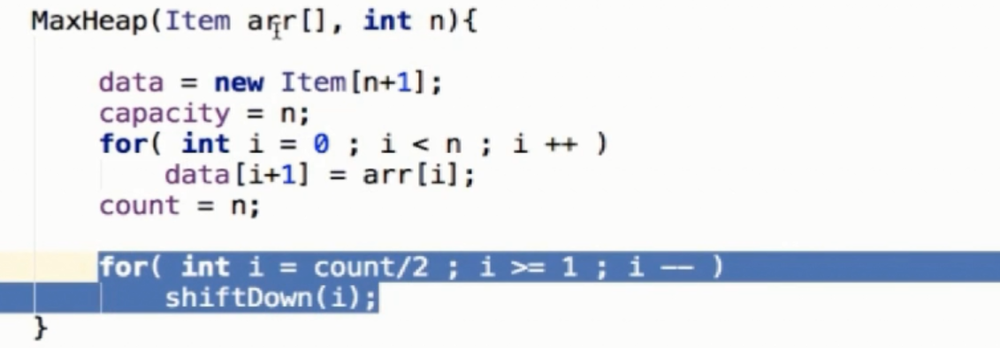 MaxHeap(Item arr[], int n){
data = new Item[n+1];
capacity = n;
for( int i = 0 ; i < n ; i ++ )
data[i+1] = arr[i];
count = n;
for( int i = count/2 ; i >= 1 ; i -- )
shiftDown(i);
}